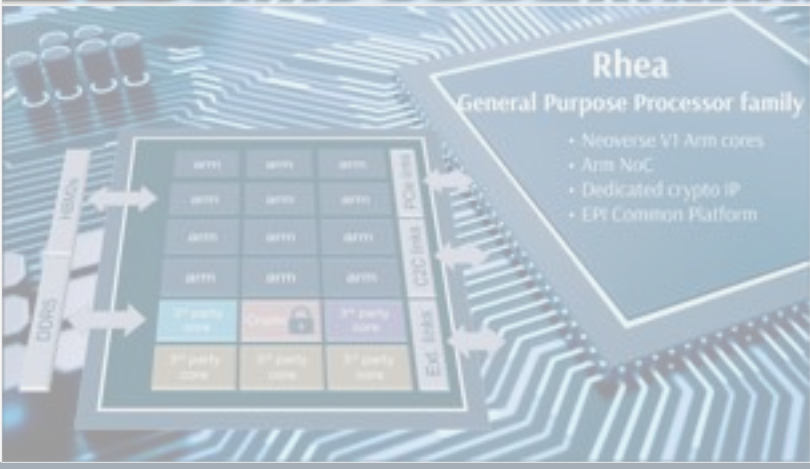 Rhea
General Purpose Processor family
• Neoverse V1 Arm cores
• Arm NoC
• Dedicated crypto IP
• EPI Common Platform
HBM2e
DDR5
arm arm arm
arm arm arm
arm arm arm
arm arm arm
3rd party core
Crypto
3rd party core
3rd party core
3rd party core
3rd party core
PCIe links
C2C links
Ext. links